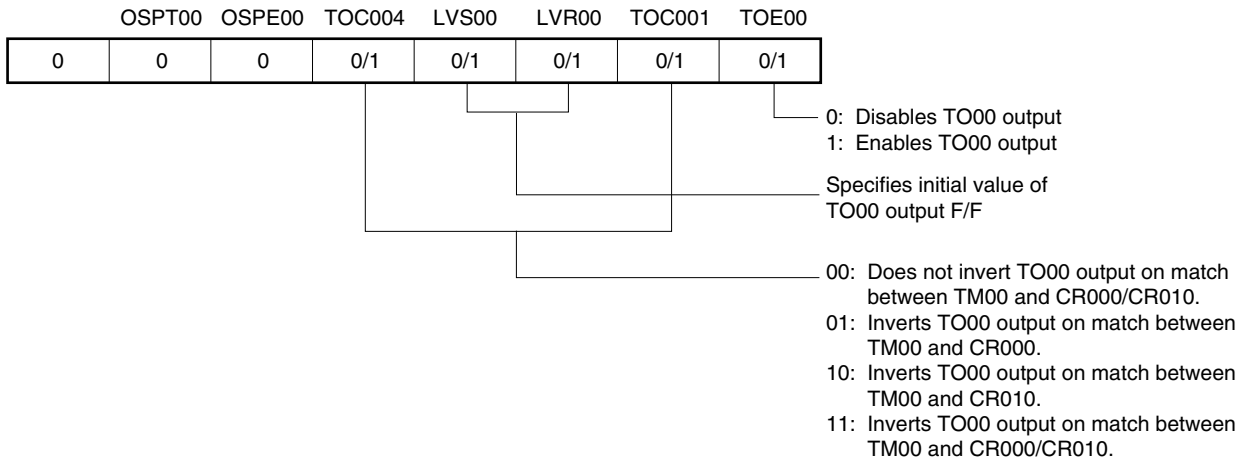 OSPT00 OSPE00 TOC004 LVS00 LVR00 TOC001 TOE00
0 0 0 0/1 0/1 0/1 0/1 0/1
0: Disables TO00 output
1: Enables TO00 output
Specifies initial value of
TO00 output F/F
00: Does not invert TO00 output on match
between TM00 and CR000/CR010.
01: Inverts TO00 output on match between
TM00 and CR000.
10: Inverts TO00 output on match between
TM00 and CR010.
11: Inverts TO00 output on match between
TM00 and CR000/CR010.